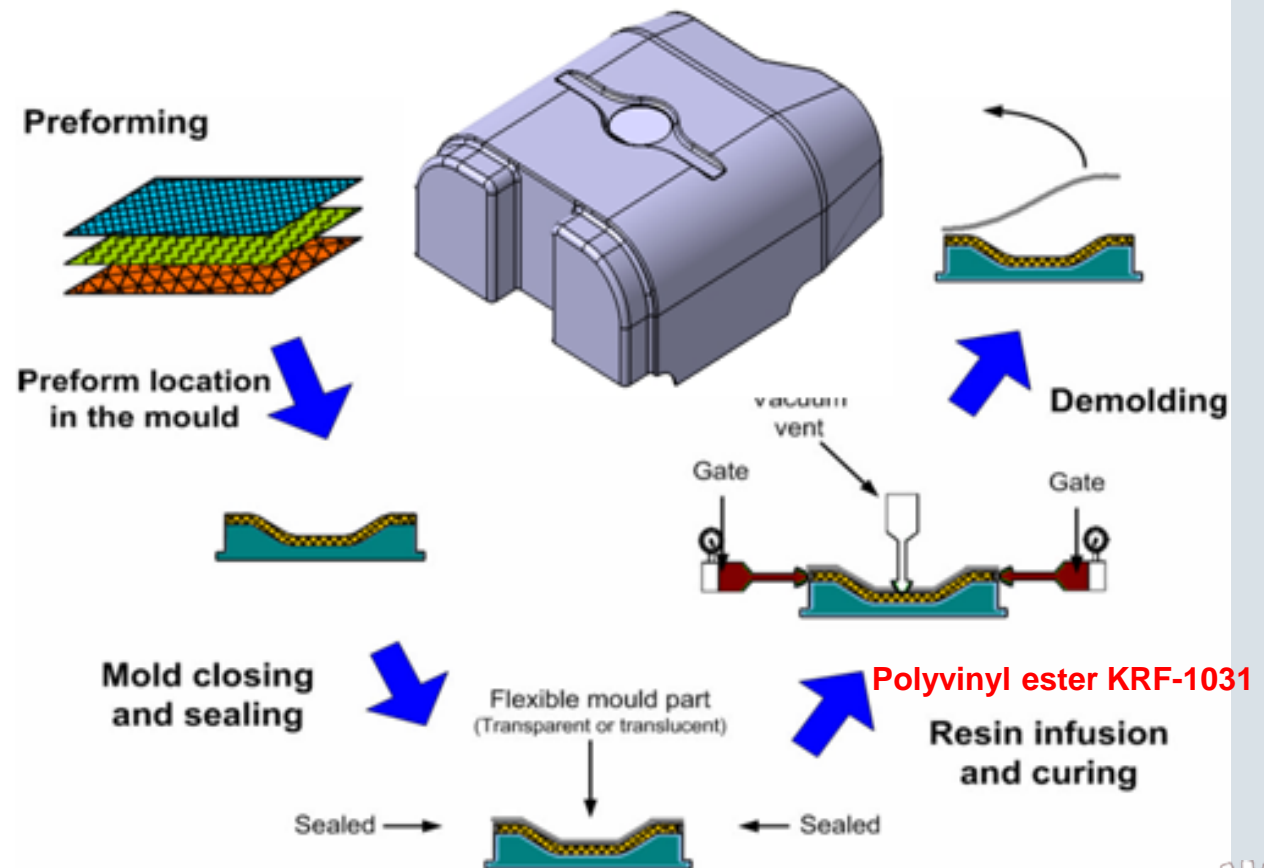 Preforming
Preform location
in the mould
Mold closing
and sealing
Flexible mould part
(Transparent or translucent)
Sealed
Sealed
Polyvinyl ester KRF-1031
Resin infusion
and curing
Vacuum
vent
Gate
Gate
Demolding